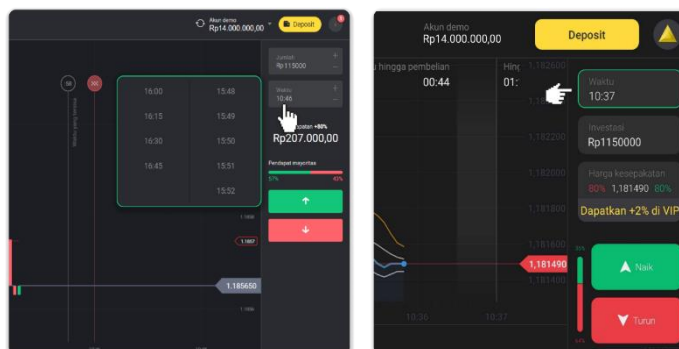 Akun demo
Rp14.000.000,00
Deposit
Jumlah
Rp115000
Waktu
10:46
+80%
Rp207.000,00
Pendapat mayoritas
57%
43%
16:00
15:48
16:15
15:49
16:30
15:50
16:45
15:51
15:52
1.185650
Akun demo
Rp14.000.000,00
Deposit
u hingga pembelian
00:44
01:
1,182600
1,182200
1,182000
1,181800
1,181600
1,181490
1,181400
10:36
10:37
Waktu
10:37
Investasi
Rp1150000
Harga kesepakatan
80% 1,181490 80%
Dapatkan +2% di VIP
Naik
Turun